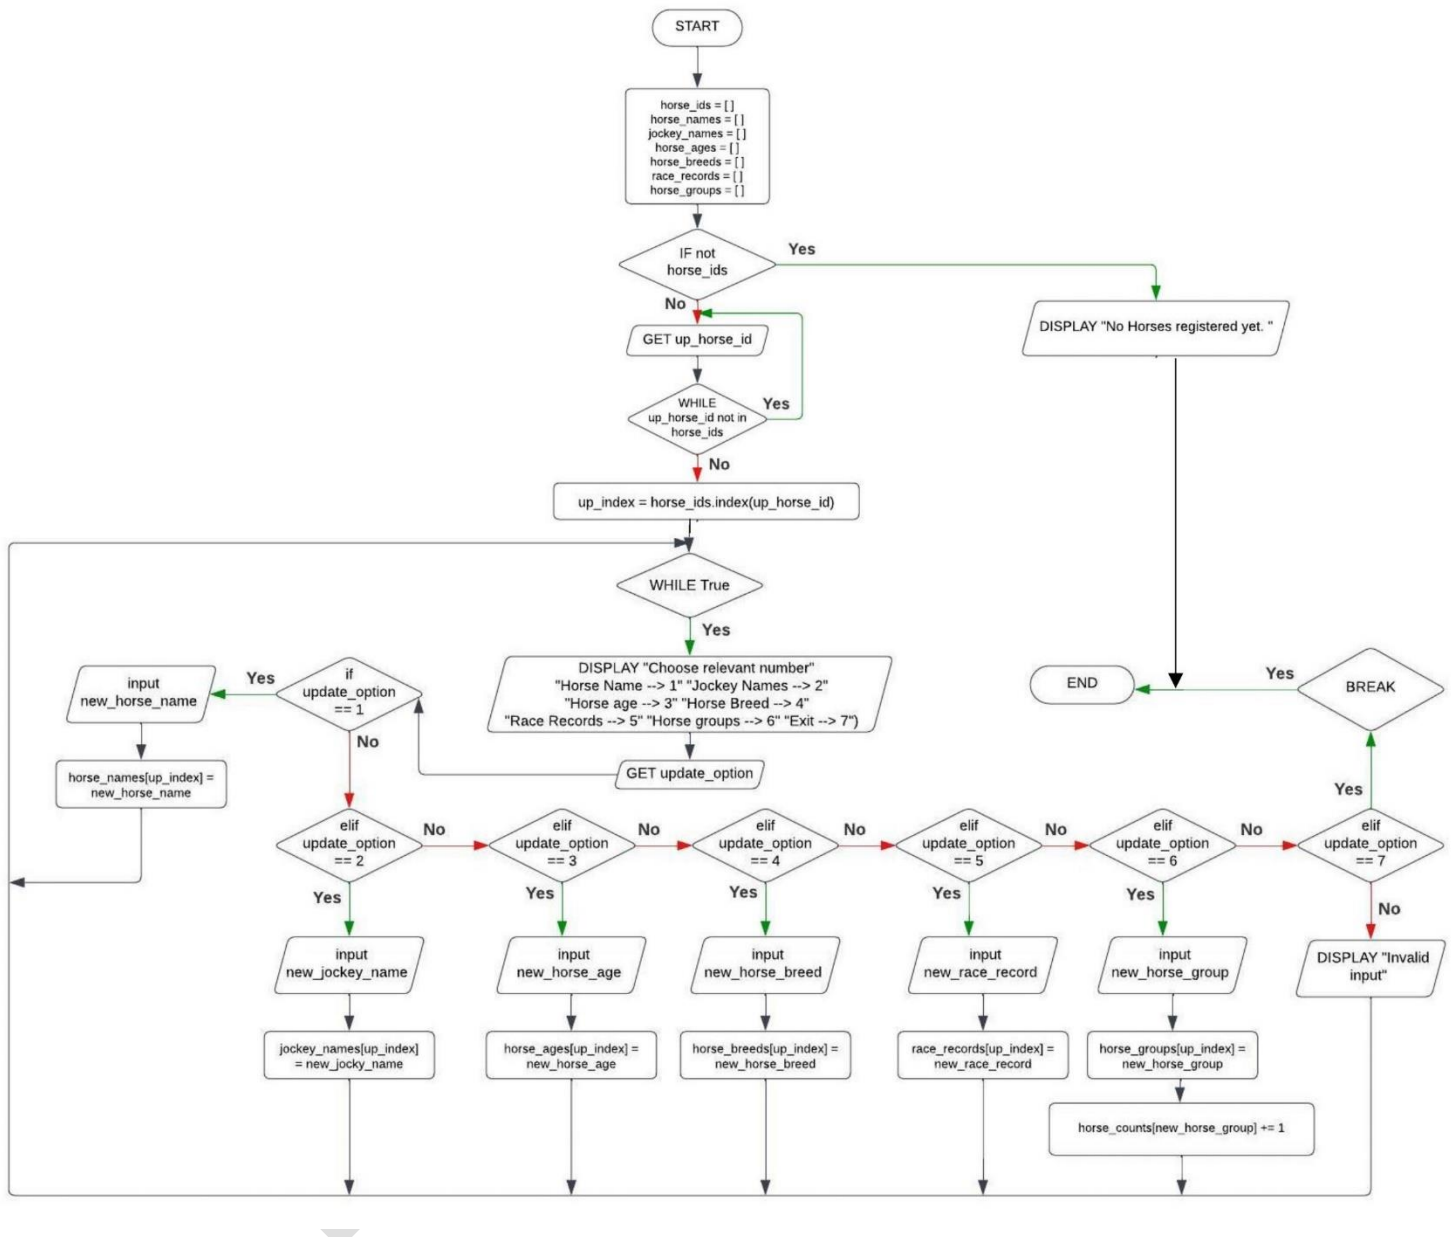 START
horse_ids = [ ]
horse_names = [ ]
jockey_names = [ ]
horse_ages = [ ]
horse_breeds = [ ]
race_records = [ ]
horse_groups = [ ]
IF not
horse_ids
Yes
No
DISPLAY "No Horses registered yet. "
GET up_horse_id
WHILE
up_horse_id not in
horse_ids
Yes
No
up_index = horse_ids.index(up_horse_id)
WHILE True
Yes
DISPLAY "Choose relevant number"
"Horse Name --> 1" "Jockey Names --> 2"
"Horse age --> 3" "Horse Breed --> 4"
"Race Records --> 5" "Horse groups --> 6" "Exit --> 7")
GET update_option
if
update_option
== 1
Yes
No
input
new_horse_name
horse_names[up_index] =
new_horse_name
elif
update_option
== 2
No
Yes
input
new_jockey_name
jockey_names[up_index]
= new_jocky_name
elif
update_option
== 3
No
Yes
input
new_horse_age
horse_ages[up_index] =
new_horse_age
elif
update_option
== 4
No
Yes
input
new_horse_breed
horse_breeds[up_index] =
new_horse_breed
elif
update_option
== 5
No
Yes
input
new_race_record
race_records[up_index] =
new_race_record
elif
update_option
== 6
No
Yes
input
new_horse_group
horse_groups[up_index] =
new_horse_group
horse_counts[new_horse_group] += 1
elif
update_option
== 7
Yes
No
DISPLAY "Invalid
input"
BREAK
Yes
END